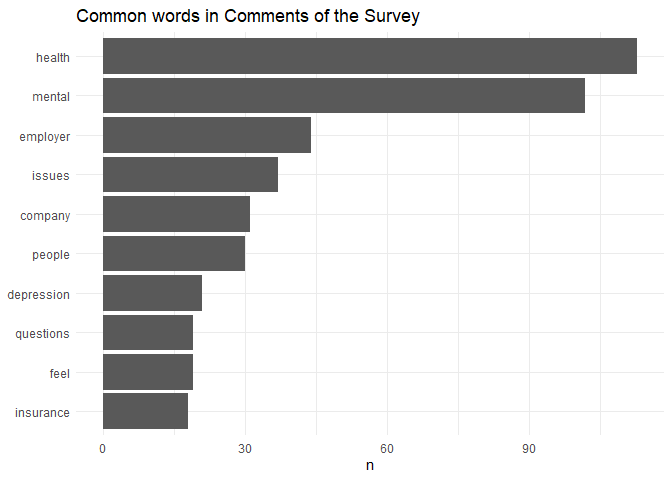 Common words in Comments of the Survey
health
mental
employer
issues
company
people
depression
questions
feel
insurance
0 30 60 90
n